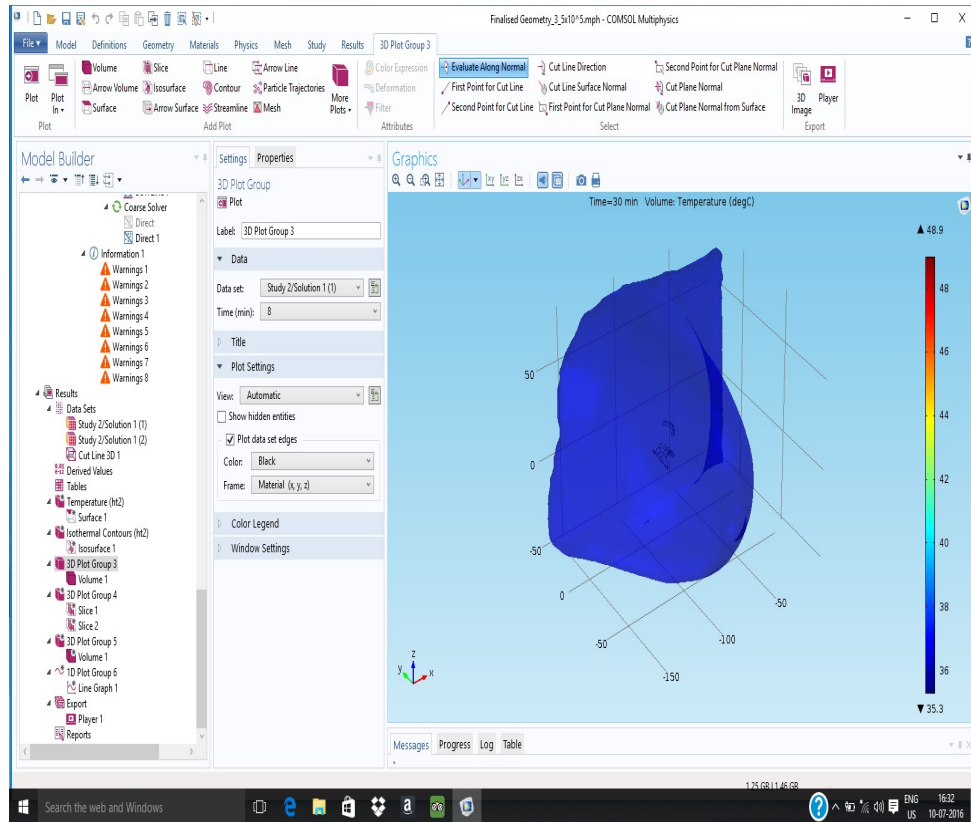 Finalised Geometry_3_5x10^5.mph - COMSOL Multiphysics
File Model Definitions Geometry Materials Physics Mesh Study Results 3D Plot Group 3
Volume Slice Line Arrow Line Color Expression Evaluate Along Normal Cut Line Direction Second Point for Cut Plane Normal
Arrow Volume Isosurface Contour Particle Trajectories Deformation First Point for Cut Line Cut Line Surface Normal Cut Plane Normal
Surface Arrow Surface Streamline Mesh Filter Second Point for Cut Line First Point for Cut Plane Normal Cut Plane Normal from Surface
Plot Plot In More Plots 3D Image Player
Plot Add Plot Attributes Select Export
Model Builder
Coarse Solver
Direct
Direct 1
Information 1
Warnings 1
Warnings 2
Warnings 3
Warnings 4
Warnings 5
Warnings 6
Warnings 7
Warnings 8
Results
Data Sets
Study 2/Solution 1 (1)
Study 2/Solution 1 (2)
Cut Line 3D 1
8.85 e-12 Derived Values
Tables
Temperature (ht2)
Surface 1
Isothermal Contours (ht2)
Isosurface 1
3D Plot Group 3
Volume 1
3D Plot Group 4
Slice 1
Slice 2
3D Plot Group 5
Volume 1
1D Plot Group 6
Line Graph 1
Export
Player 1
Reports
Settings Properties
3D Plot Group
Plot
Label: 3D Plot Group 3
Data
Data set: Study 2/Solution 1 (1)
Time (min): 8
Title
Plot Settings
View: Automatic
Show hidden entities
Plot data set edges
Color: Black
Frame: Material (x, y, z)
Color Legend
Window Settings
Graphics
xy yz zx
Time=30 min Volume: Temperature (degC)
▲ 48.9
48
46
44
42
40
38
36
▼ 35.3
50
0
-50
0
-50
-100
-150
-50
z
y x
Messages Progress Log Table
1.25 GB | 1.46 GB
Search the web and Windows
ENG
US
16:32
10-07-2016